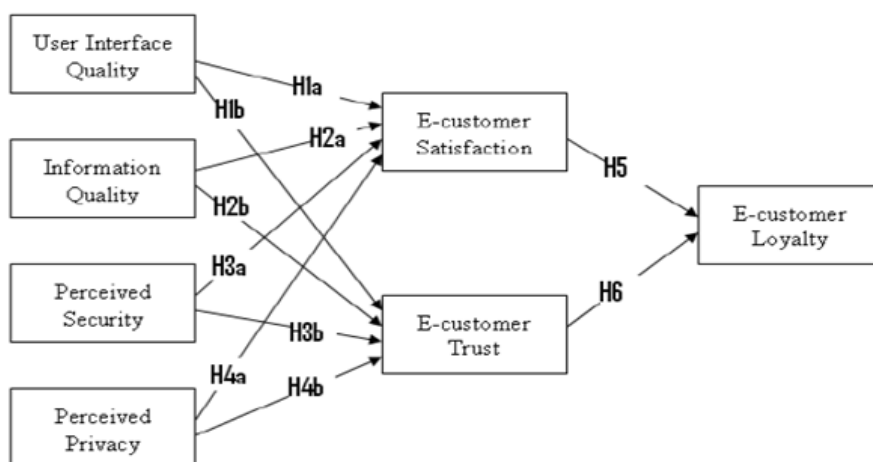 User Interface
Quality
H1a
H1b
E-customer
Satisfaction
H2a
Information
Quality
H2b
H5
E-customer
Loyalty
H3a
Perceived
Security
H3b
E-customer
Trust
H6
H4a
H4b
Perceived
Privacy